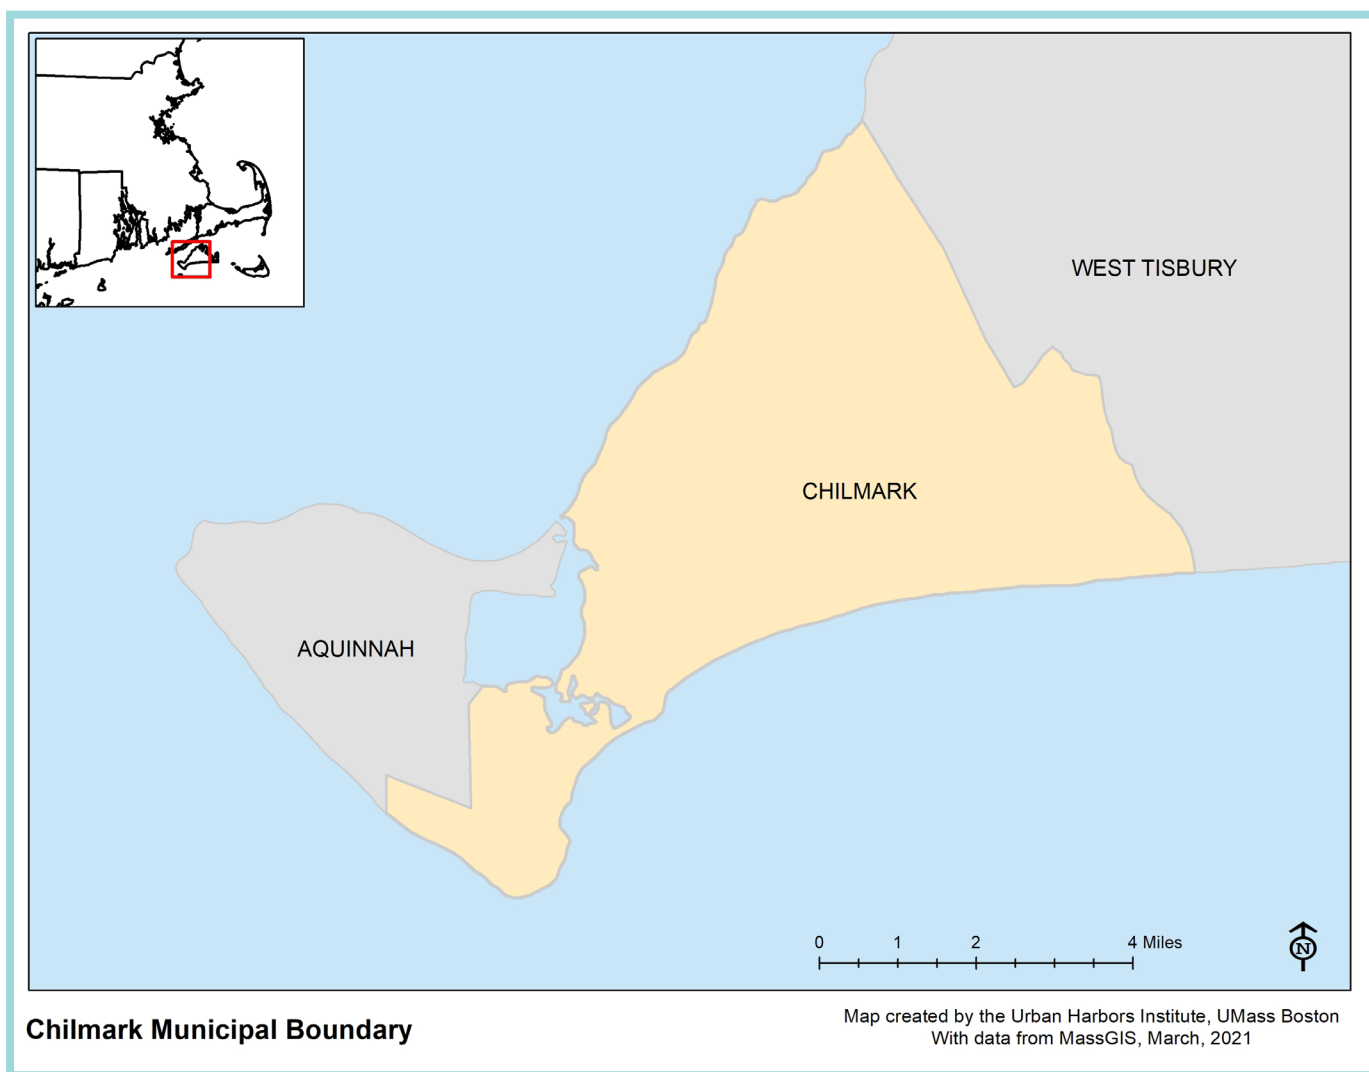 WEST TISBURY
CHILMARK
AQUINNAH
0 1 2 4 Miles
N
Chilmark Municipal Boundary
Map created by the Urban Harbors Institute, UMass Boston
With data from MassGIS, March, 2021